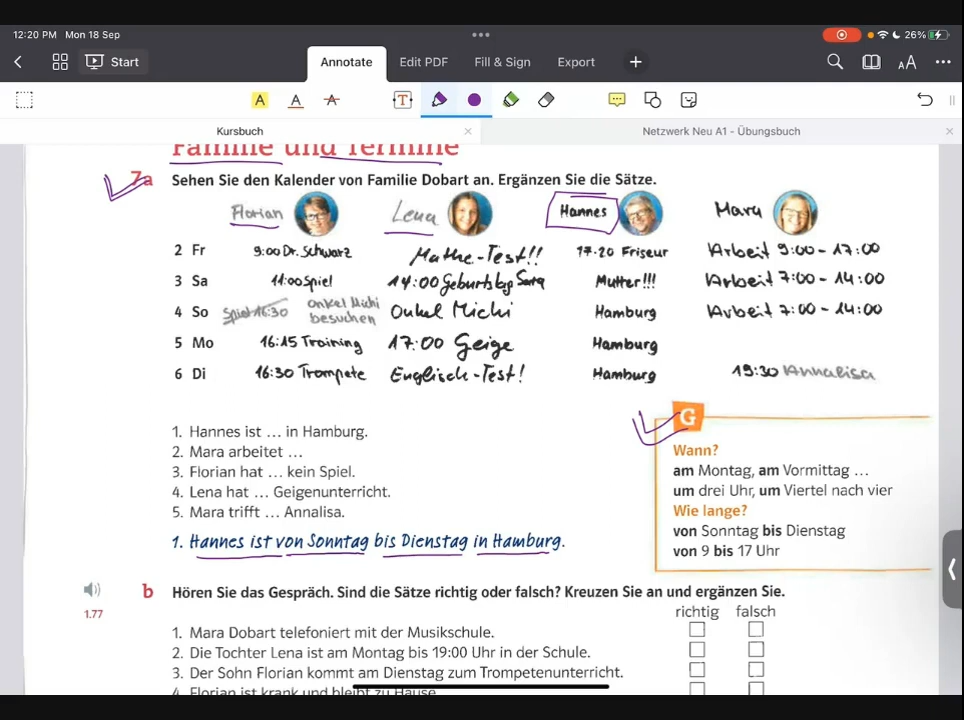 12:20 PM Mon 18 Sep
26%
Start
Annotate
Edit PDF
Fill & Sign
Export
Kursbuch
Netzwerk Neu A1 - Übungsbuch
Familie und Termine
7a Sehen Sie den Kalender von Familie Dobart an. Ergänzen Sie die Sätze.
Florian Lena Hannes Mara
2 Fr 9:00 Dr. Schwarz Mathe-Test!! 17:20 Friseur Arbeit 9:00 - 17:00
3 Sa 11:00 Spiel 14:00 Geburtstag Sara Mutter!!! Arbeit 7:00 - 14:00
4 So Spiel 16:30 Onkel Michi besuchen Onkel Michi Hamburg Arbeit 7:00 - 14:00
5 Mo 16:15 Training 17:00 Geige Hamburg
6 Di 16:30 Trompete Englisch-Test! Hamburg 19:30 Annalisa
1. Hannes ist … in Hamburg.
2. Mara arbeitet …
3. Florian hat … kein Spiel.
4. Lena hat … Geigenunterricht.
5. Mara trifft … Annalisa.
1. Hannes ist von Sonntag bis Dienstag in Hamburg.
G
Wann?
am Montag, am Vormittag …
um drei Uhr, um Viertel nach vier
Wie lange?
von Sonntag bis Dienstag
von 9 bis 17 Uhr
1.77
b Hören Sie das Gespräch. Sind die Sätze richtig oder falsch? Kreuzen Sie an und ergänzen Sie.
richtig falsch
1. Mara Dobart telefoniert mit der Musikschule.
2. Die Tochter Lena ist am Montag bis 19:00 Uhr in der Schule.
3. Der Sohn Florian kommt am Dienstag zum Trompetenunterricht.
4. Florian ist krank und bleibt zu Hause.